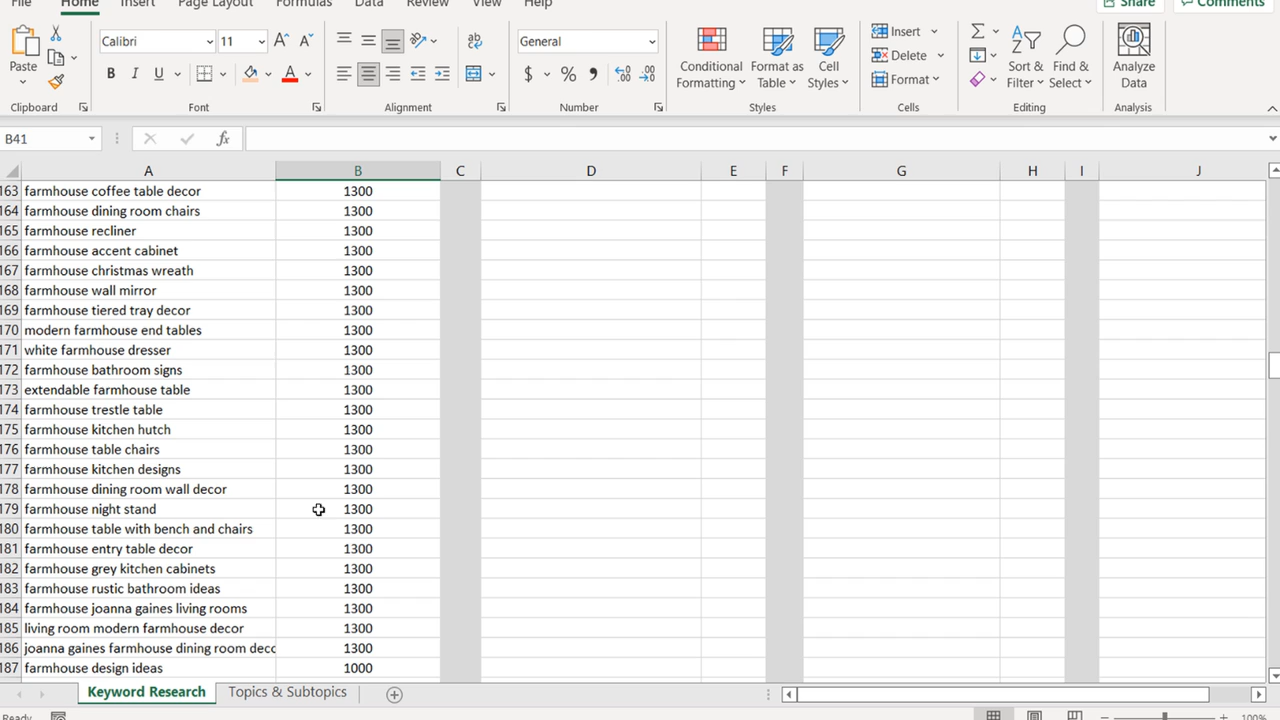 File Home Insert Page Layout Formulas Data Review View Help Share Comments
Calibri 11 General Insert
Paste Conditional Formatting Format as Table Cell Styles Delete Sort & Filter Find & Select Analyze Data
B I U $ % Format
Clipboard Font Alignment Number Styles Cells Editing Analysis
B41 fx
A B C D E F G H I J
163 farmhouse coffee table decor 1300
164 farmhouse dining room chairs 1300
165 farmhouse recliner 1300
166 farmhouse accent cabinet 1300
167 farmhouse christmas wreath 1300
168 farmhouse wall mirror 1300
169 farmhouse tiered tray decor 1300
170 modern farmhouse end tables 1300
171 white farmhouse dresser 1300
172 farmhouse bathroom signs 1300
173 extendable farmhouse table 1300
174 farmhouse trestle table 1300
175 farmhouse kitchen hutch 1300
176 farmhouse table chairs 1300
177 farmhouse kitchen designs 1300
178 farmhouse dining room wall decor 1300
179 farmhouse night stand 1300
180 farmhouse table with bench and chairs 1300
181 farmhouse entry table decor 1300
182 farmhouse grey kitchen cabinets 1300
183 farmhouse rustic bathroom ideas 1300
184 farmhouse joanna gaines living rooms 1300
185 living room modern farmhouse decor 1300
186 joanna gaines farmhouse dining room deco 1300
187 farmhouse design ideas 1000
Keyword Research Topics & Subtopics
Ready 100%